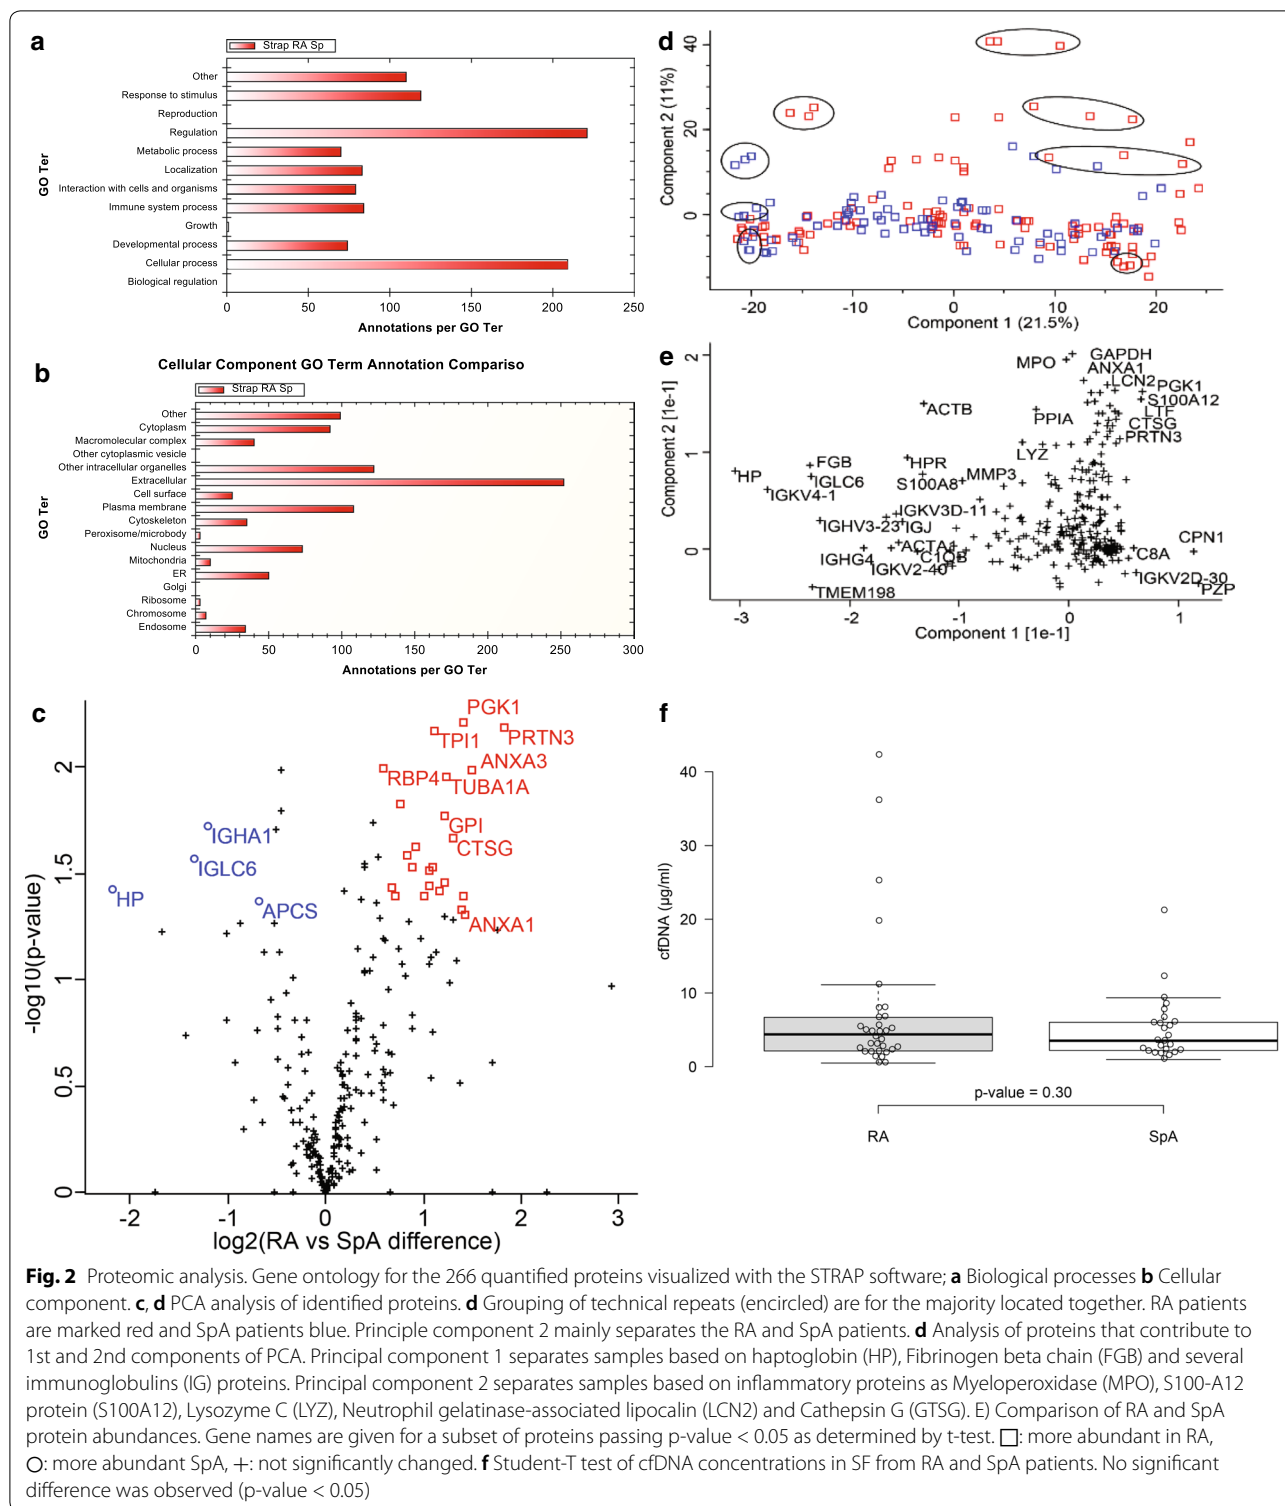 a
Strap RA Sp
Other
Response to stimulus
Reproduction
Regulation
Metabolic process
Localization
Interaction with cells and organisms
Immune system process
Growth
Developmental process
Cellular process
Biological regulation
GO Ter
0 50 100 150 200 250
Annotations per GO Ter
b
Cellular Component GO Term Annotation Compariso
Strap RA Sp
Other
Cytoplasm
Macromolecular complex
Other cytoplasmic vesicle
Other intracellular organelles
Extracellular
Cell surface
Plasma membrane
Cytoskeleton
Peroxisome/microbody
Nucleus
Mitochondria
ER
Golgi
Ribosome
Chromosome
Endosome
GO Ter
0 50 100 150 200 250 300
Annotations per GO Ter
c
PGK1
TPI1
PRTN3
ANXA3
RBP4
TUBA1A
GPI
CTSG
ANXA1
IGHA1
IGLC6
HP
APCS
-log10(p-value)
2
1.5
1
0.5
0
-2 -1 0 1 2 3
log2(RA vs SpA difference)
d
Component 2 (11%)
40
20
0
-20 -10 0 10 20
Component 1 (21.5%)
e
Component 2 [1e-1]
2
1
0
MPO
GAPDH
ANXA1
LCN2
PGK1
S100A12
ACTB
PPIA
LTF
CTSG
PRTN3
LYZ
HP
FGB
HPR
IGLC6
S100A8
MMP3
IGKV4-1
IGKV3D-11
IGHV3-23
IGJ
ACTA1
IGHG4
C1QB
IGKV2-40
TMEM198
CPN1
C8A
IGKV2D-30
PZP
-3 -2 -1 0 1
Component 1 [1e-1]
f
cfDNA (µg/ml)
40
30
20
10
0
p-value = 0.30
RA SpA
Fig. 2 Proteomic analysis. Gene ontology for the 266 quantified proteins visualized with the STRAP software; a Biological processes b Cellular
component. c, d PCA analysis of identified proteins. d Grouping of technical repeats (encircled) are for the majority located together. RA patients
are marked red and SpA patients blue. Principle component 2 mainly separates the RA and SpA patients. d Analysis of proteins that contribute to
1st and 2nd components of PCA. Principal component 1 separates samples based on haptoglobin (HP), Fibrinogen beta chain (FGB) and several
immunoglobulins (IG) proteins. Principal component 2 separates samples based on inflammatory proteins as Myeloperoxidase (MPO), S100-A12
protein (S100A12), Lysozyme C (LYZ), Neutrophil gelatinase-associated lipocalin (LCN2) and Cathepsin G (GTSG). E) Comparison of RA and SpA
protein abundances. Gene names are given for a subset of proteins passing p-value < 0.05 as determined by t-test. □: more abundant in RA,
○: more abundant SpA, +: not significantly changed. f Student-T test of cfDNA concentrations in SF from RA and SpA patients. No significant
difference was observed (p-value < 0.05)